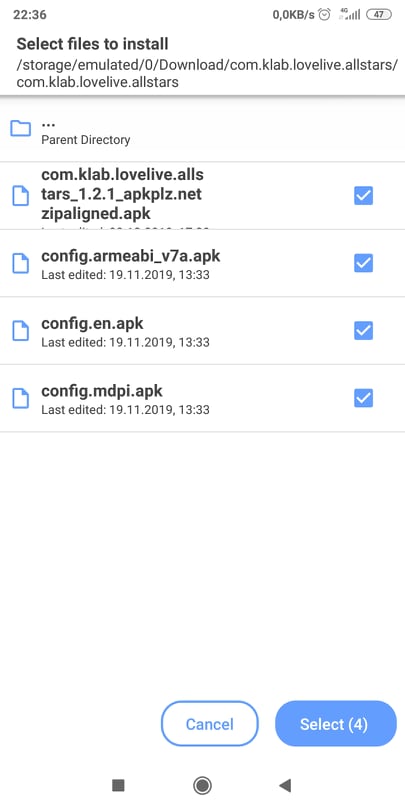 22:36
0,0KB/s 4G 47
Select files to install
/storage/emulated/0/Download/com.klab.lovelive.allstars/
com.klab.lovelive.allstars
...
Parent Directory
com.klab.lovelive.alls
tars_1.2.1_apkplz.net
zipaligned.apk
config.armeabi_v7a.apk
Last edited: 19.11.2019, 13:33
config.en.apk
Last edited: 19.11.2019, 13:33
config.mdpi.apk
Last edited: 19.11.2019, 13:33
Cancel
Select (4)